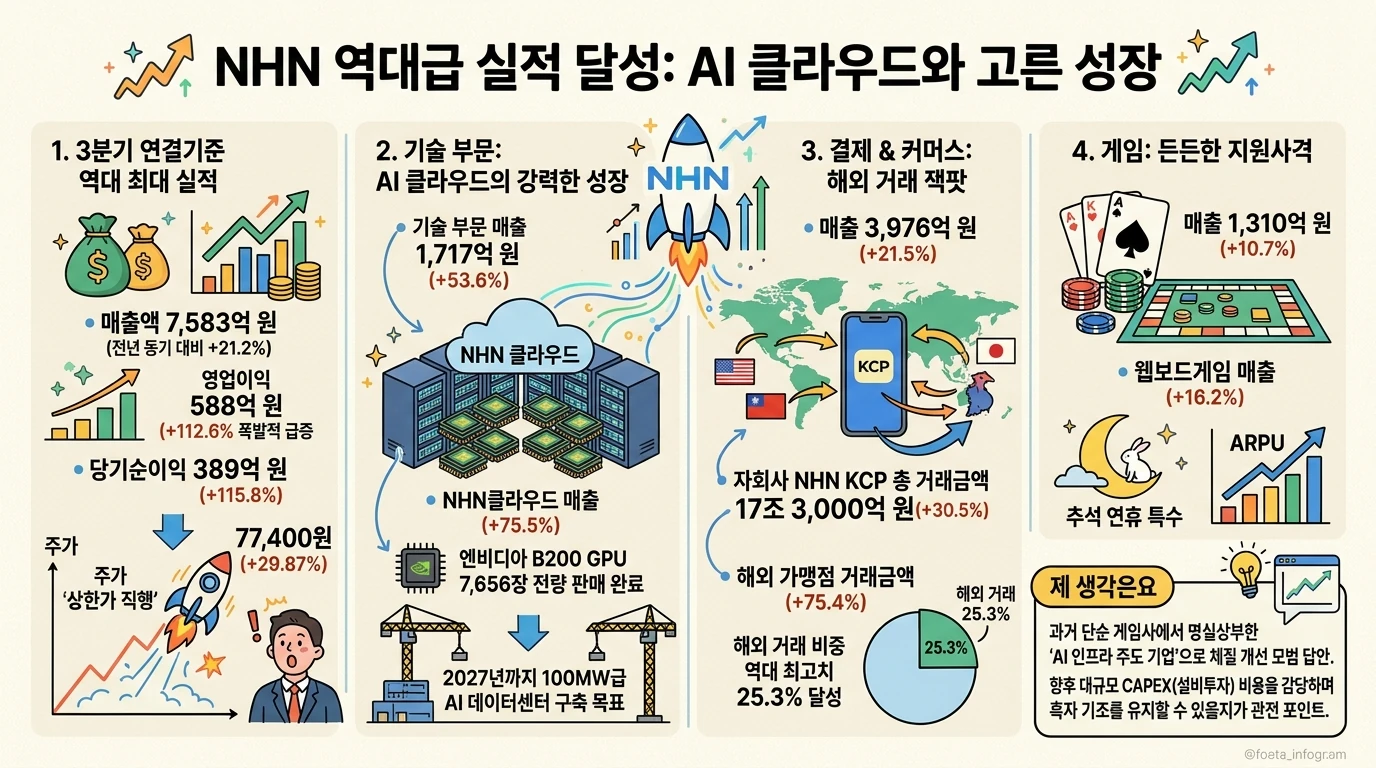 NHN 역대급 실적 달성: AI 클라우드와 고른 성장
1. 3분기 연결기준
역대 최대 실적
$
$
• 매출액 7,583억 원
(전년 동기 대비 +21.2%)
영업이익
588억 원
(+112.6% 폭발적 급증
• 당기순이익 389억 원
(+115.8%)
77,400원
(+29.87%)
주가
주가
'상한가 직행'
!
2. 기술 부문:
AI 클라우드의 강력한 성장
NHN
기술 부문 매출
1,717억 원
(+53.6%)
NHN 클라우드
• NHN클라우드 매출
(+75.5%)
엔비디아 B200 GPU
7,656장 전량 판매 완료
2027년까지 100MW급
AI 데이터센터 구축 목표
3. 결제 & 커머스:
해외 거래 잭팟
• 매출 3,976억 원
(+21.5%)
KCP
자회사 NHN KCP 총 거래금액
17조 3,000억 원(+30.5%)
해외 가맹점 거래금액
(+75.4%)
해외 거래 비중
역대 최고치
25.3% 달성
해외 거래
25.3%
25.3%
4. 게임: 든든한 지원사격
A
K
A
매출 1,310억 원
(+10.7%)
• 웹보드게임 매출
(+16.2%)
추석 연휴 특수
ARPU
제 생각은요
과거 단순 게임사에서 명실상부한
'AI 인프라 주도 기업'으로 체질 개선 모범 답안.
향후 대규모 CAPEX(설비투자) 비용을 감당하며
흑자 기조를 유지할 수 있을지가 관전 포인트.
@foata_infogr.am